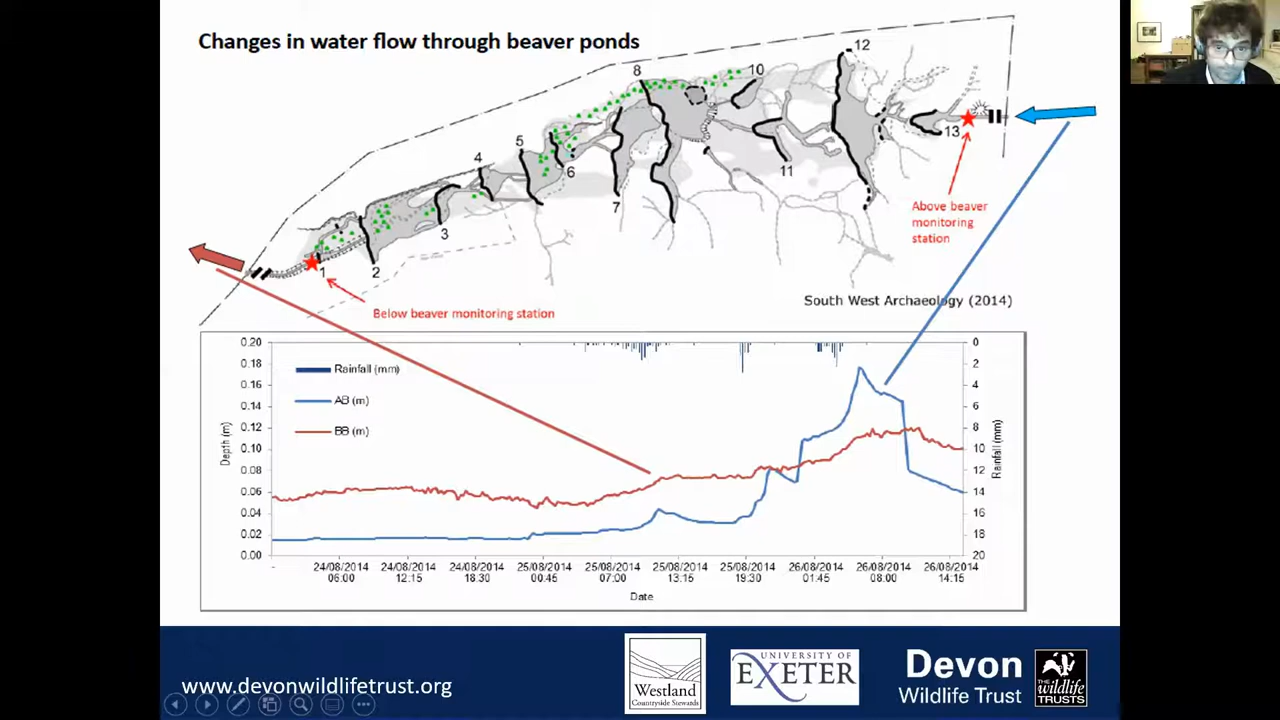 Changes in water flow through beaver ponds
12
8
10
5
4
13
6
11
7
3
2
1
Above beaver
monitoring
station
South West Archaeology (2014)
Below beaver monitoring station
0.20
0.18
0.16
0.14
0.12
0.10
0.08
0.06
0.04
0.02
0.00
Depth (m)
Rainfall (mm)
AB (m)
BB (m)
0
2
4
6
8
10
12
14
16
18
20
Rainfall (mm)
-
24/08/2014
06:00
24/08/2014
12:15
24/08/2014
18:30
25/08/2014
00:45
25/08/2014
07:00
25/08/2014
13:15
25/08/2014
19:30
26/08/2014
01:45
26/08/2014
08:00
26/08/2014
14:15
Date
www.devonwildlifetrust.org
Westland
Countryside Stewards
UNIVERSITY OF
EXETER
Devon
Wildlife Trust
THE
wildlife
TRUSTS